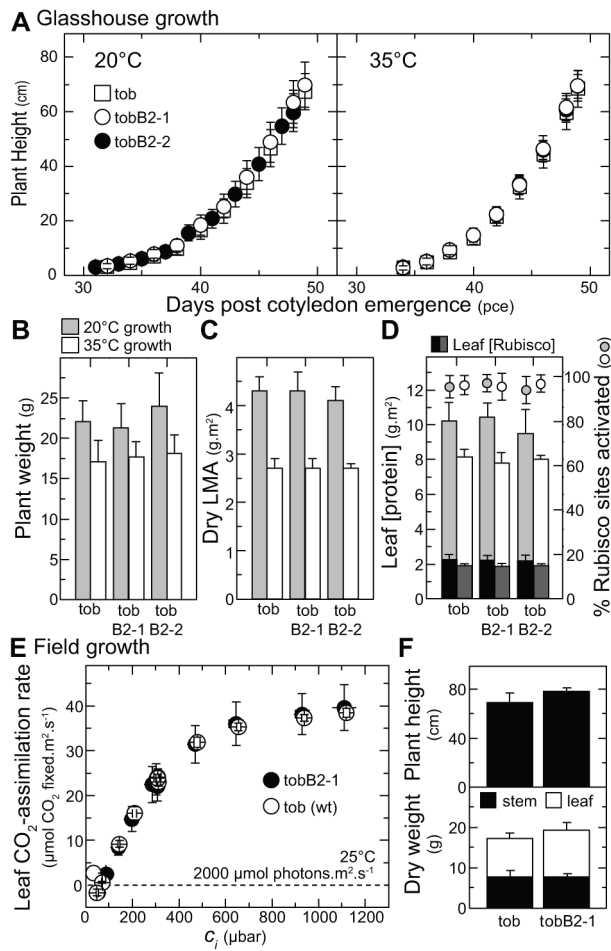 A Glasshouse growth
20°C
35°C
tob
tobB2-1
tobB2-2
Plant Height (cm)
80
60
40
20
0
30 40 50 40 50
Days post cotyledon emergence (pce)
B
20°C growth
35°C growth
Plant weight (g)
25
20
15
10
5
0
tob tob tob
B2-1 B2-2
C
Dry LMA (g.m²)
4
3
2
1
0
tob tob tob
B2-1 B2-2
D
Leaf [Rubisco]
Leaf [protein] (g.m²)
12
10
8
6
4
2
0
100
80
60
40
20
0
% Rubisco sites activated
tob tob tob
B2-1 B2-2
E Field growth
Leaf CO₂-assimilation rate
(µmol CO₂ fixed.m².s⁻¹)
40
30
20
10
0
tobB2-1
tob (wt)
25°C
2000 µmol photons.m².s⁻¹
0 200 400 600 800 1000 1200
cᵢ (µbar)
F
Plant height
(cm)
80
40
0
stem leaf
Dry weight
(g)
20
10
0
tob tobB2-1